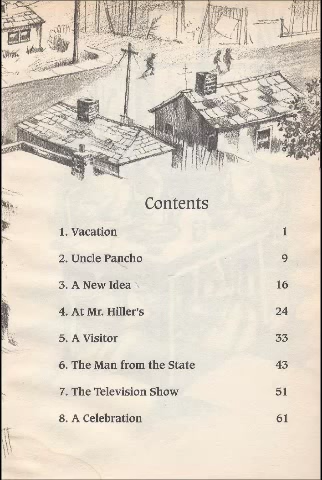 Contents
1. Vacation 1
2. Uncle Pancho 9
3. A New Idea 16
4. At Mr. Hiller's 24
5. A Visitor 33
6. The Man from the State 43
7. The Television Show 51
8. A Celebration 61